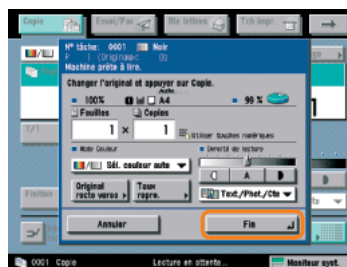 Copie Envoi/Fax Bte lettres Tch impr.
N° tâche: 0001 Noir
P 1 (Originaux: 0)
Machine prête à lire.
Changer l'original et appuyer sur Copie.
Auto
100% A4 99 %
Feuilles Copies
1 × 1
Utiliser touches numériques
Mode Couleur Densité de lecture
Sél. couleur auto
A
Original recto verso
Taux repro.
Text./Phot./Cte
Annuler Fin
1/1
1
Finition
0001 Copie Lecture en attente... Moniteur syst.